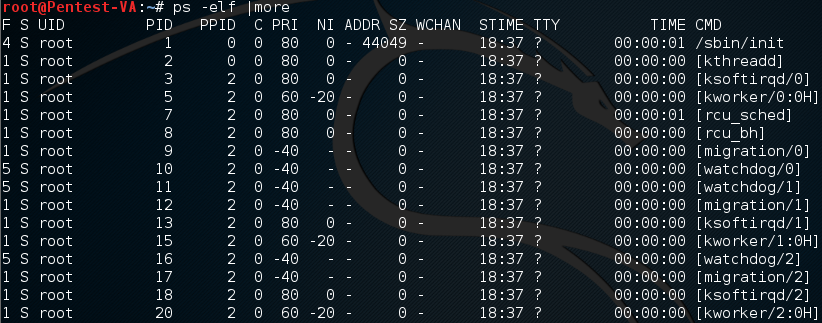 root@Pentest-VA:~# ps -elf |more
F S UID        PID  PPID  C PRI  NI ADDR SZ WCHAN  STIME TTY          TIME CMD
4 S root         1     0  0  80   0 - 44049 -      18:37 ?        00:00:01 /sbin/init
1 S root         2     0  0  80   0 -     0 -      18:37 ?        00:00:00 [kthreadd]
1 S root         3     2  0  80   0 -     0 -      18:37 ?        00:00:00 [ksoftirqd/0]
1 S root         5     2  0  60 -20 -     0 -      18:37 ?        00:00:00 [kworker/0:0H]
1 S root         7     2  0  80   0 -     0 -      18:37 ?        00:00:01 [rcu_sched]
1 S root         8     2  0  80   0 -     0 -      18:37 ?        00:00:00 [rcu_bh]
1 S root         9     2  0 -40   - -     0 -      18:37 ?        00:00:00 [migration/0]
5 S root        10     2  0 -40   - -     0 -      18:37 ?        00:00:00 [watchdog/0]
5 S root        11     2  0 -40   - -     0 -      18:37 ?        00:00:00 [watchdog/1]
1 S root        12     2  0 -40   - -     0 -      18:37 ?        00:00:00 [migration/1]
1 S root        13     2  0  80   0 -     0 -      18:37 ?        00:00:00 [ksoftirqd/1]
1 S root        15     2  0  60 -20 -     0 -      18:37 ?        00:00:00 [kworker/1:0H]
5 S root        16     2  0 -40   - -     0 -      18:37 ?        00:00:00 [watchdog/2]
1 S root        17     2  0 -40   - -     0 -      18:37 ?        00:00:00 [migration/2]
1 S root        18     2  0  80   0 -     0 -      18:37 ?        00:00:00 [ksoftirqd/2]
1 S root        20     2  0  60 -20 -     0 -      18:37 ?        00:00:00 [kworker/2:0H]